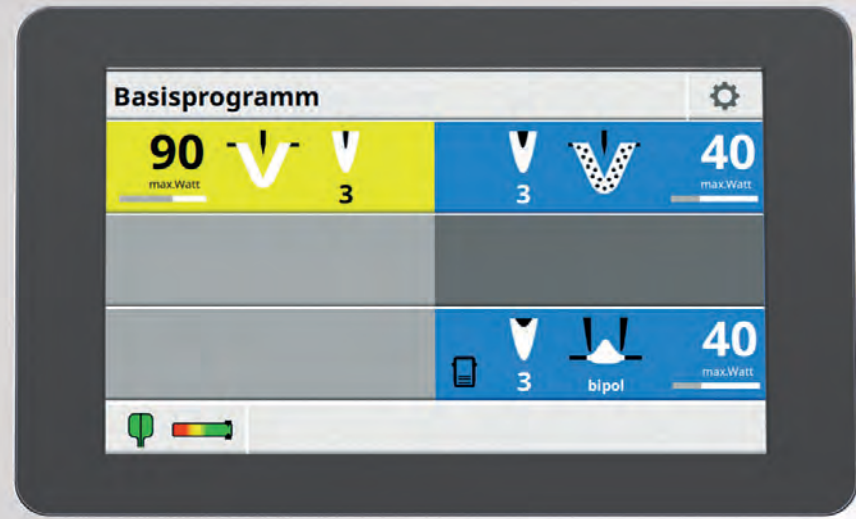 Basisprogramm
90 40
max.Watt max.Watt
3 3
40
max.Watt
3 bipol